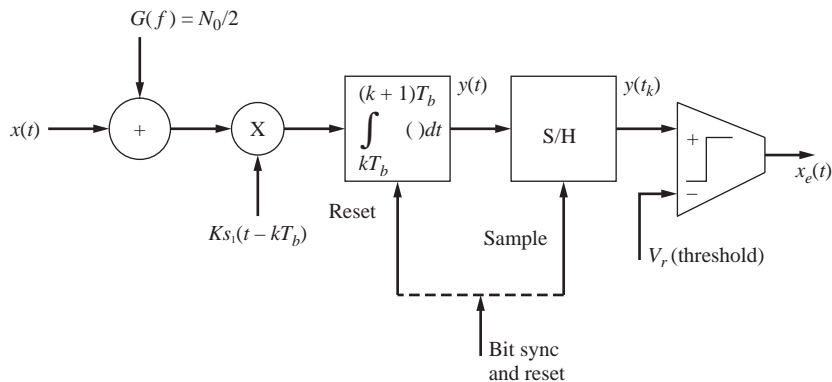 G(f) = N₀/2
x(t)
+
X
Ks₁(t – kT_b)
(k + 1)T_b
∫ ( )dt
kT_b
Reset
y(t)
S/H
Sample
y(t_k)
+
–
x_e(t)
V_r (threshold)
Bit sync
and reset